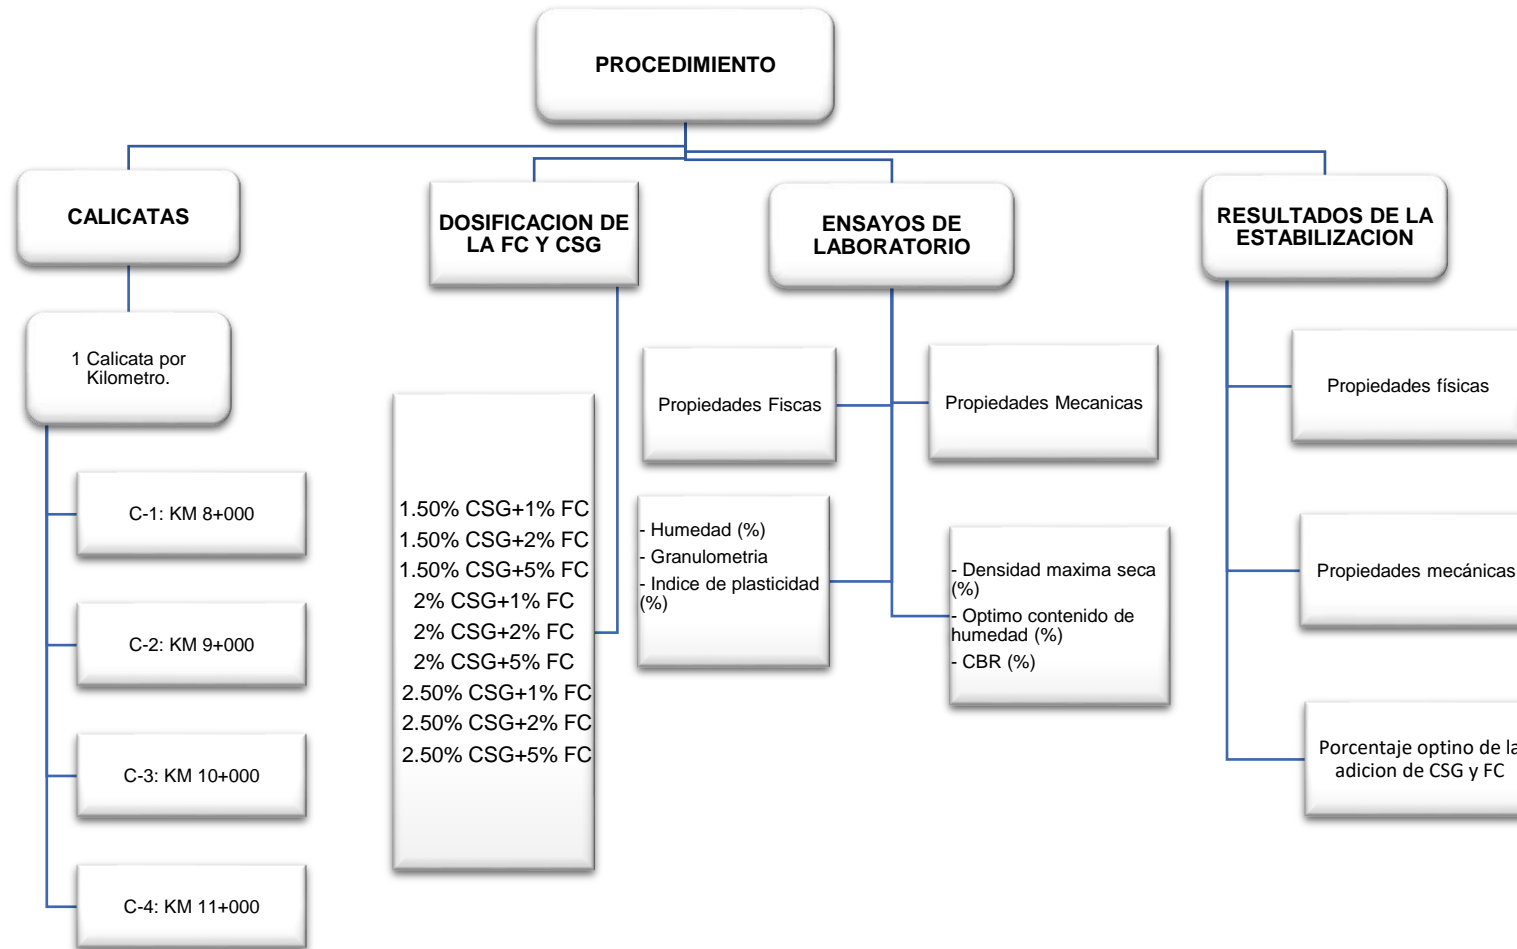 PROCEDIMIENTO
CALICATAS
1 Calicata por
Kilometro.
C-1: KM 8+000
C-2: KM 9+000
C-3: KM 10+000
C-4: KM 11+000
DOSIFICACION DE
LA FC Y CSG
1.50% CSG+1% FC
1.50% CSG+2% FC
1.50% CSG+5% FC
2% CSG+1% FC
2% CSG+2% FC
2% CSG+5% FC
2.50% CSG+1% FC
2.50% CSG+2% FC
2.50% CSG+5% FC
ENSAYOS DE
LABORATORIO
Propiedades Fiscas
- Humedad (%)
- Granulometria
- Indice de plasticidad
(%)
Propiedades Mecanicas
- Densidad maxima seca
(%)
- Optimo contenido de
humedad (%)
- CBR (%)
RESULTADOS DE LA
ESTABILIZACION
Propiedades físicas
Propiedades mecánicas
Porcentaje optino de la
adicion de CSG y FC